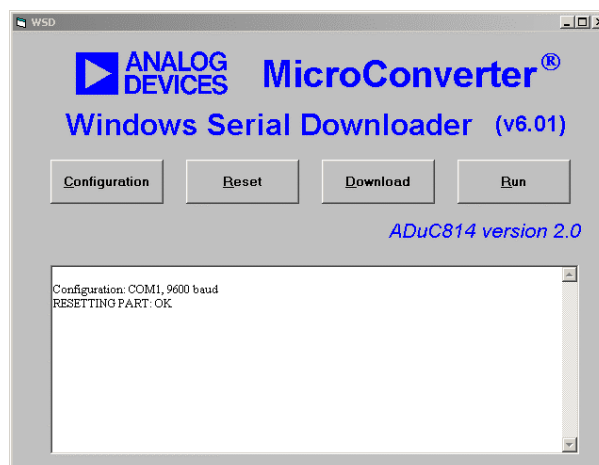 WSD
ANALOG
DEVICES
MicroConverter®
Windows Serial Downloader (v6.01)
Configuration
Reset
Download
Run
ADuC814 version 2.0
Configuration: COM1, 9600 baud
RESETTING PART: OK